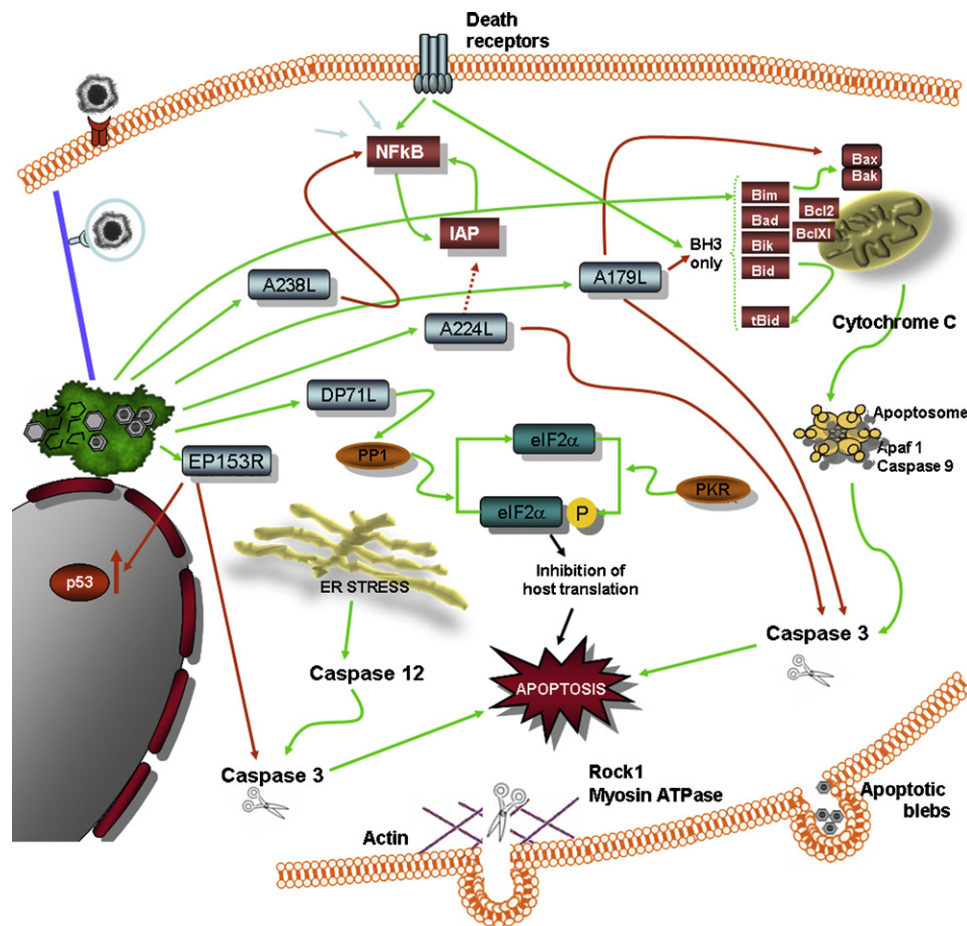 Death
receptors
NFkB
IAP
Bax
Bak
Bim
Bad
Bik
Bid
tBid
Bcl2
BclXl
BH3
only
A238L
A179L
A224L
Cytochrome C
DP71L
PP1
eIF2α
eIF2α
P
PKR
Apoptosome
Apaf 1
Caspase 9
EP153R
p53
ER STRESS
Inhibition of
host translation
Caspase 3
Caspase 12
APOPTOSIS
Caspase 3
Rock1
Myosin ATPase
Actin
Apoptotic
blebs